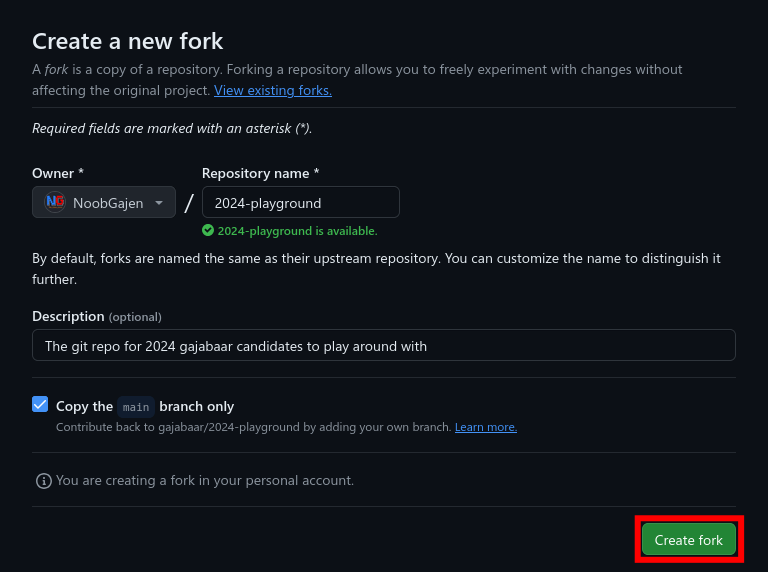 Create a new fork
A fork is a copy of a repository. Forking a repository allows you to freely experiment with changes without
affecting the original project. View existing forks.
Required fields are marked with an asterisk (*).
Owner *
Repository name *
NG NoobGajen / 2024-playground
2024-playground is available.
By default, forks are named the same as their upstream repository. You can customize the name to distinguish it
further.
Description (optional)
The git repo for 2024 gajabaar candidates to play around with
Copy the main branch only
Contribute back to gajabaar/2024-playground by adding your own branch. Learn more.
You are creating a fork in your personal account.
Create fork